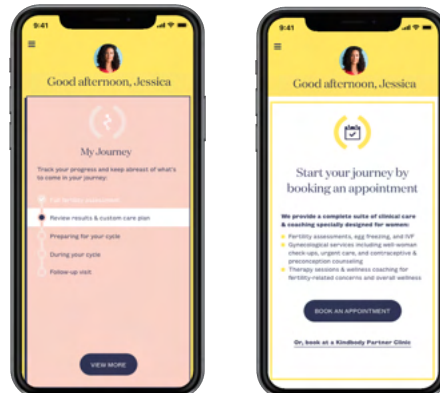 9:41
Good afternoon, Jessica
My Journey
Track your progress and keep abreast of what's
to come in your journey:
Full fertility assessment
Review results & custom care plan
Preparing for your cycle
During your cycle
Follow-up visit
VIEW MORE
9:41
Good afternoon, Jessica
Start your journey by
booking an appointment
We provide a complete suite of clinical care
& coaching specially designed for women:
Fertility assessments, egg freezing, and IVF
Gynecological services including well-woman
check-ups, urgent care, and contraceptive &
preconception counseling
Therapy sessions & wellness coaching for
fertility-related concerns and overall wellness
BOOK AN APPOINTMENT
Or, book at a Kindbody Partner Clinic